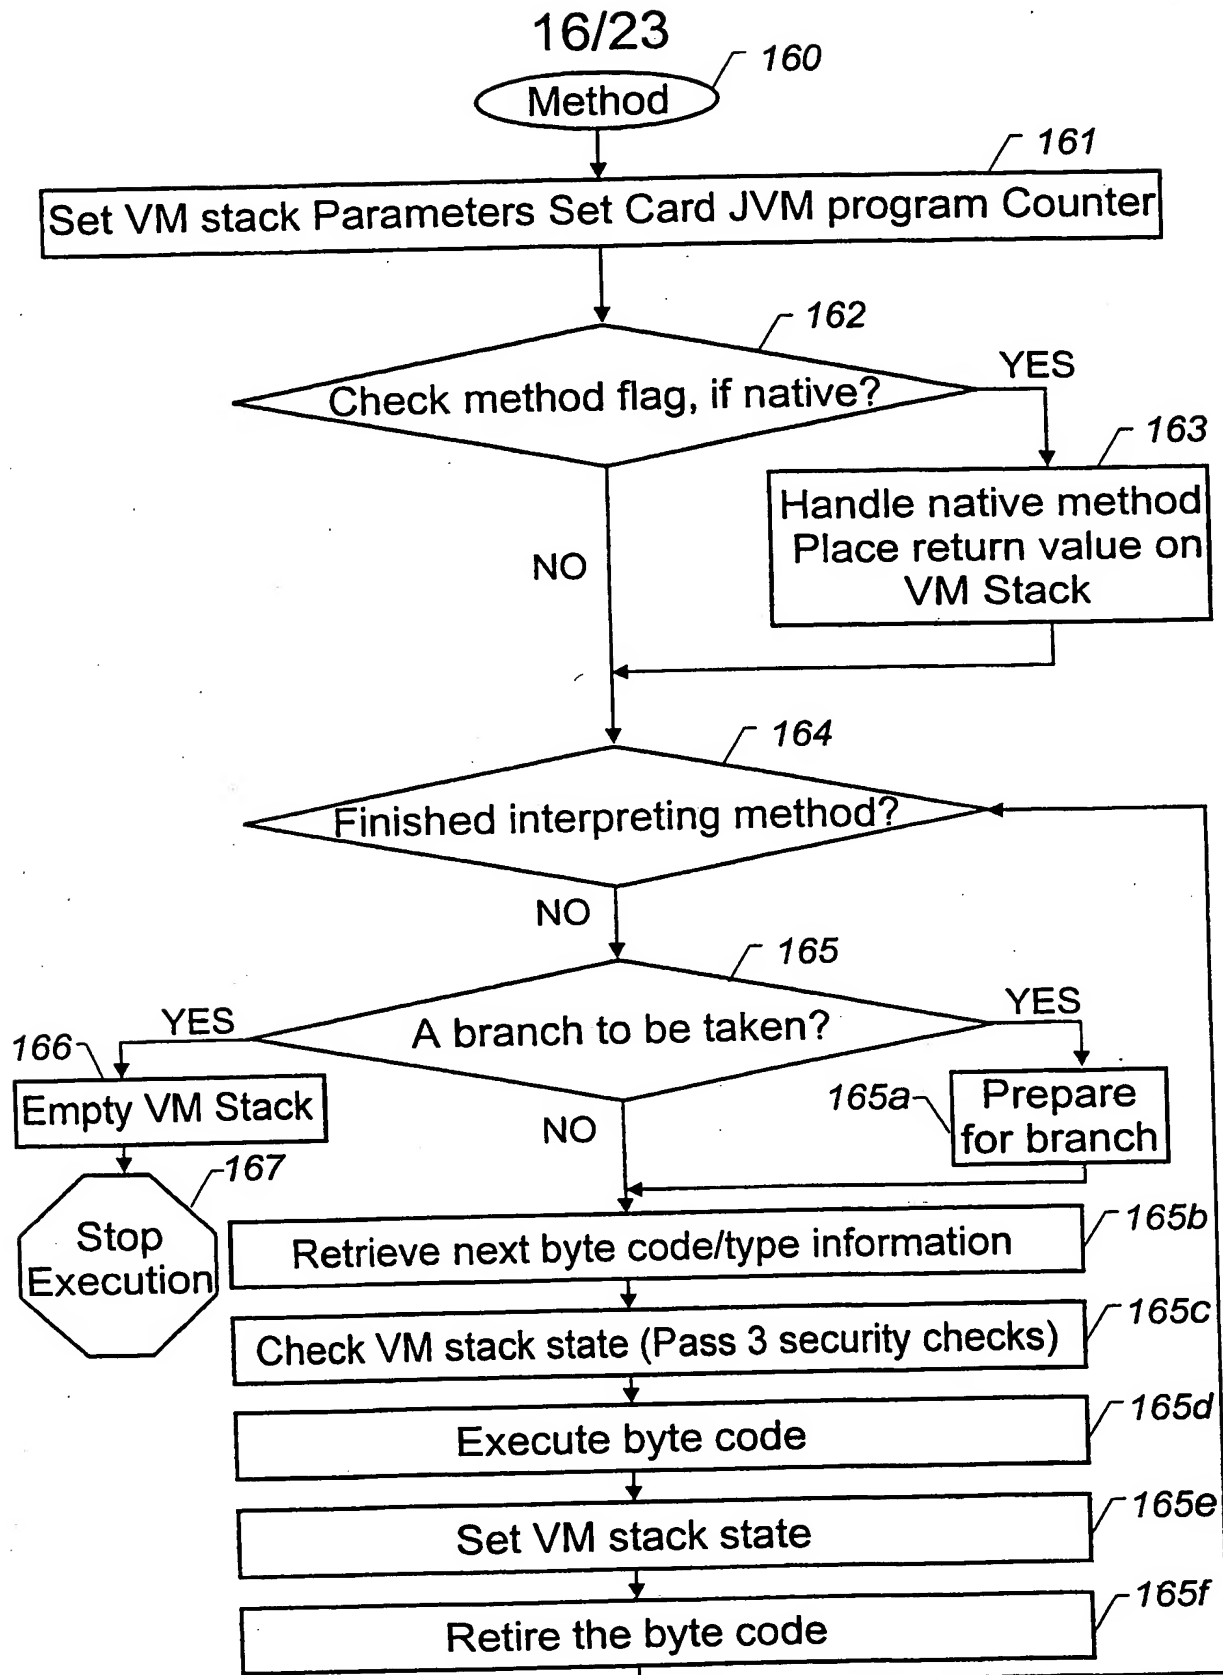 16/23
160
Method
161
Set VM stack Parameters Set Card JVM program Counter
162
YES
Check method flag, if native?
163
Handle native method
Place return value on
VM Stack
NO
164
Finished interpreting method?
NO
165
YES
YES
A branch to be taken?
166
Empty VM Stack
165a
Prepare
for branch
NO
167
Stop
Execution
165b
Retrieve next byte code/type information
165c
Check VM stack state (Pass 3 security checks)
165d
Execute byte code
165e
Set VM stack state
165f
Retire the byte code